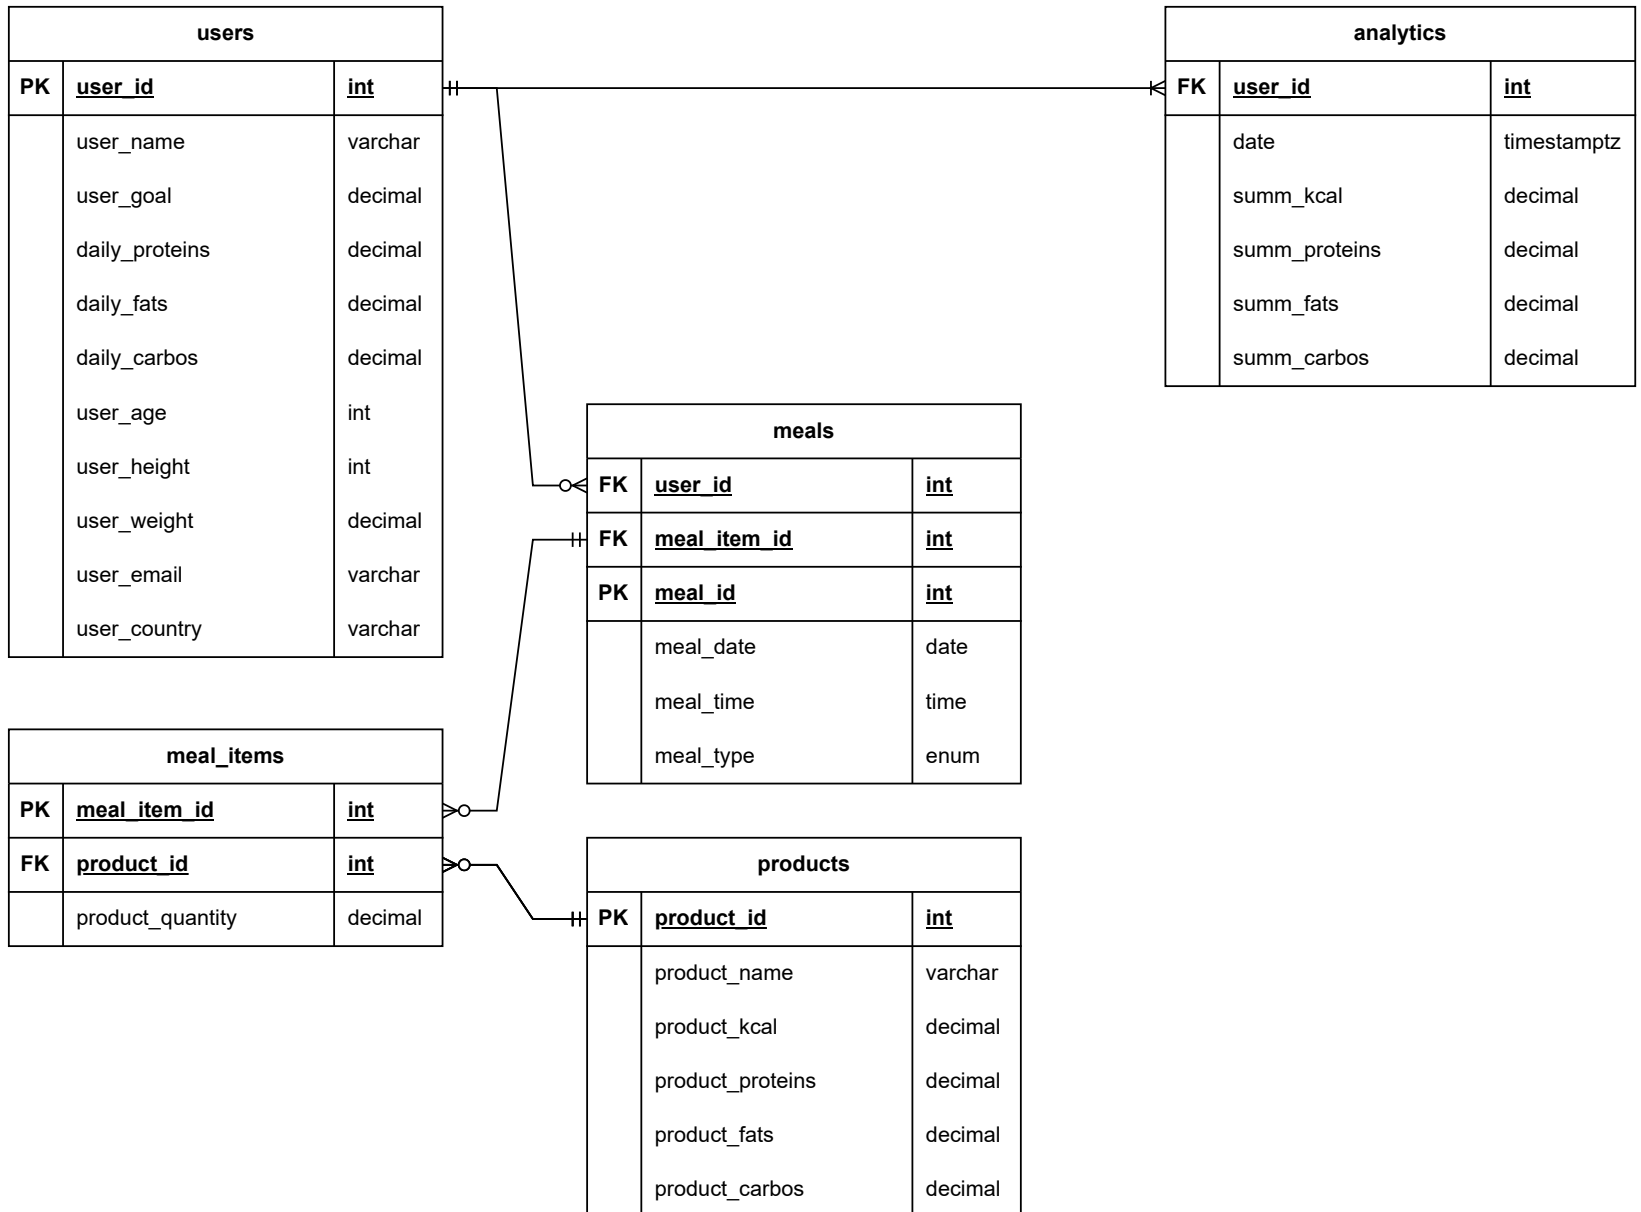 users
PK user_id int
user_name varchar
user_goal decimal
daily_proteins decimal
daily_fats decimal
daily_carbos decimal
user_age int
user_height int
user_weight decimal
user_email varchar
user_country varchar
analytics
FK user_id int
date timestamptz
summ_kcal decimal
summ_proteins decimal
summ_fats decimal
summ_carbos decimal
meals
FK user_id int
FK meal_item_id int
PK meal_id int
meal_date date
meal_time time
meal_type enum
meal_items
PK meal_item_id int
FK product_id int
product_quantity decimal
products
PK product_id int
product_name varchar
product_kcal decimal
product_proteins decimal
product_fats decimal
product_carbos decimal